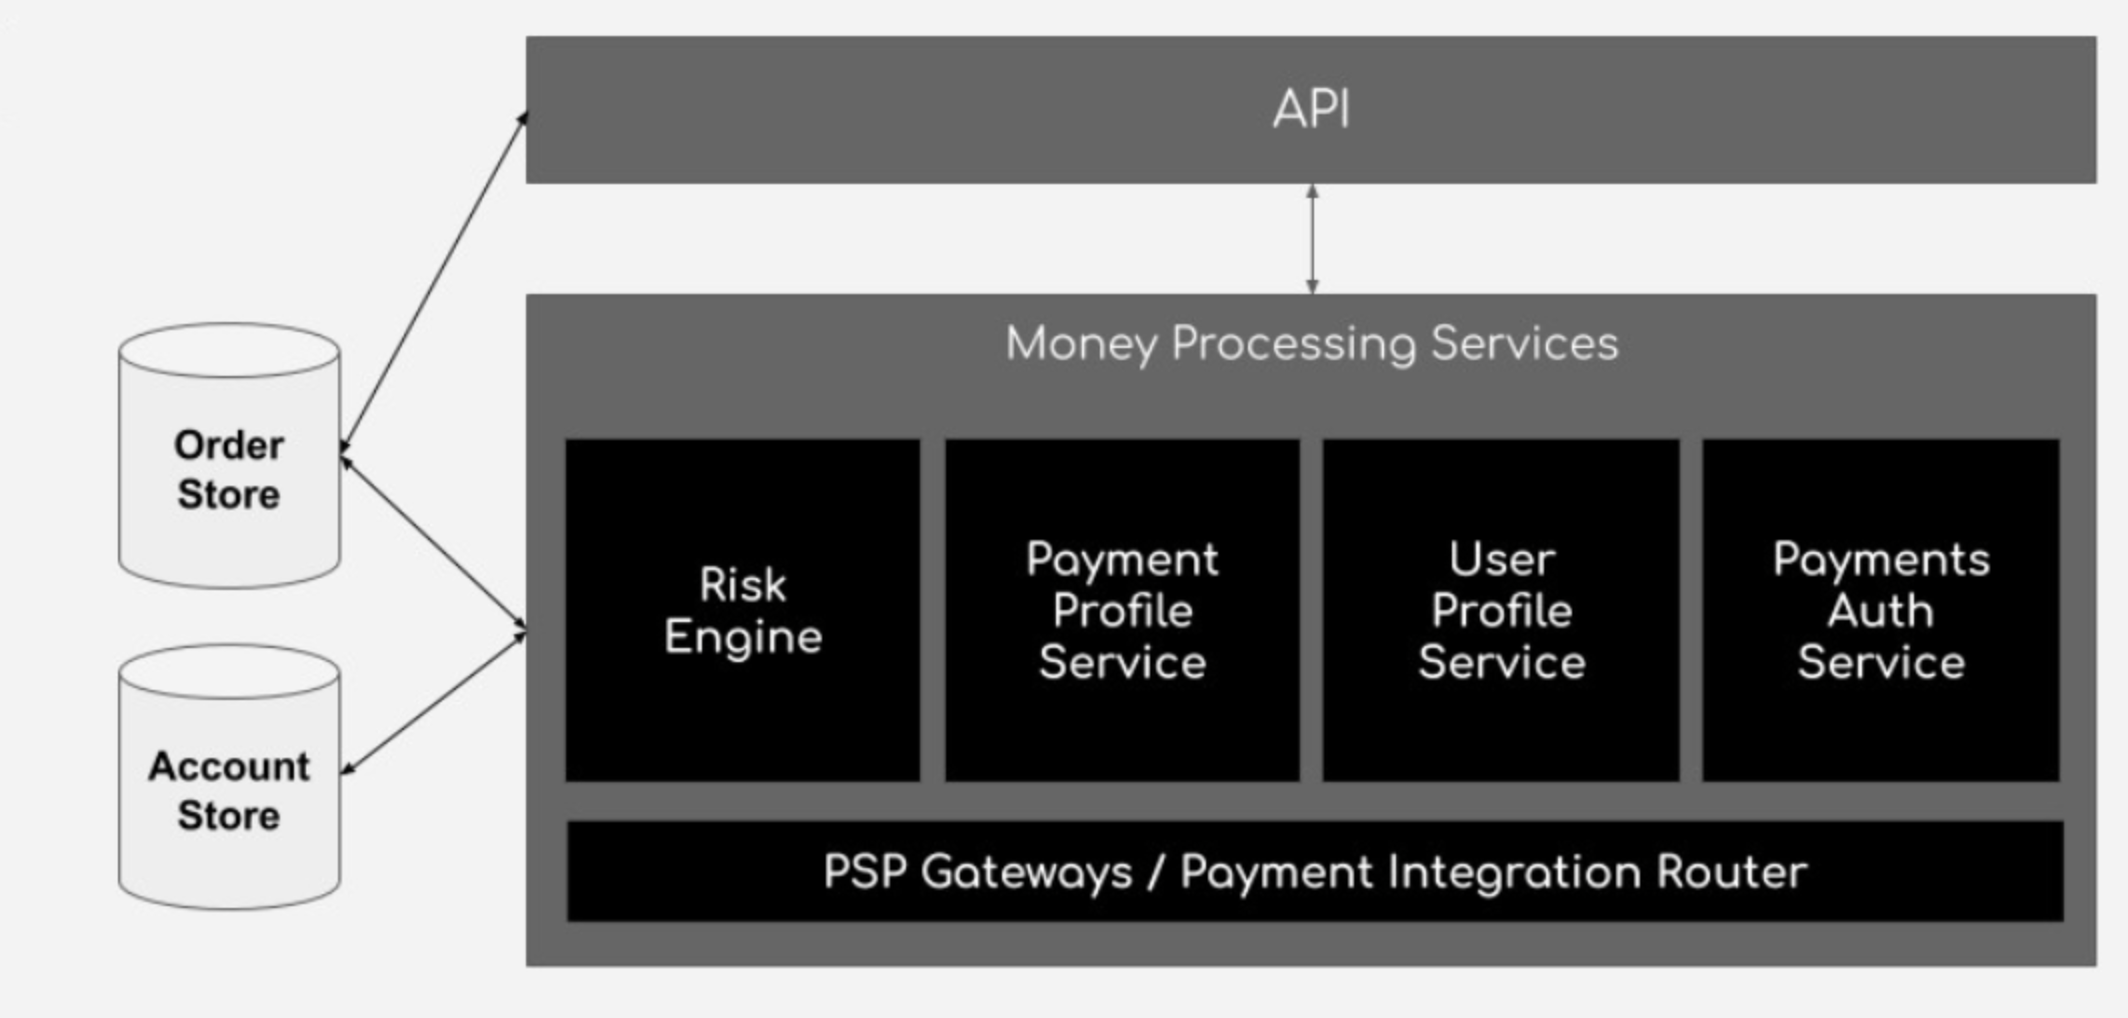 API
Money Processing Services
Order
Store
Account
Store
Risk
Engine
Payment
Profile
Service
User
Profile
Service
Payments
Auth
Service
PSP Gateways / Payment Integration Router